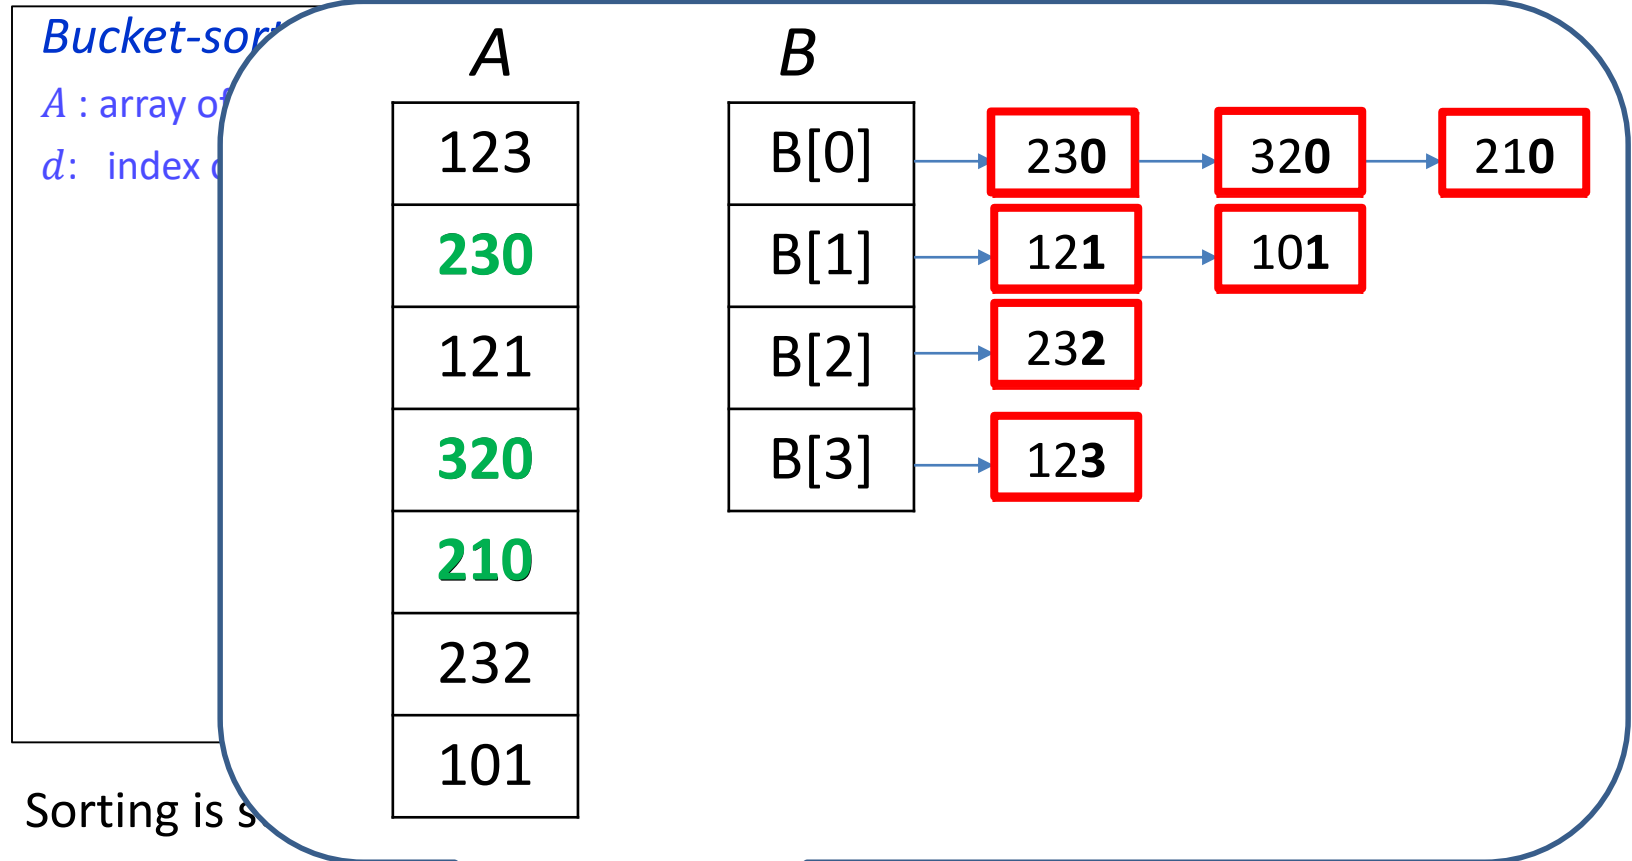 Bucket-sor
A : array of
d: index
A
123
230
121
320
210
232
101
B
B[0] 230 320 210
B[1] 121 101
B[2] 232
B[3] 123
Sorting is s